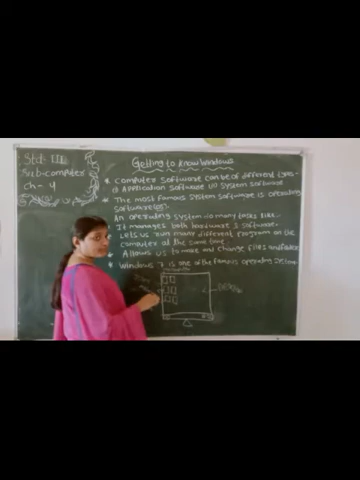 Std III
Sub-computer
ch- 4
Getting to know windows
* Computer software can be of different types -
Application software system software
* The most famous system software is operating
software(OS).
An operating system do many tasks like.
It manages both hardware & software.
Lets us run many different program on the
computer at the same time.
Allows us to make and change files and folder
* Windows 7 is one of the famous operating system.